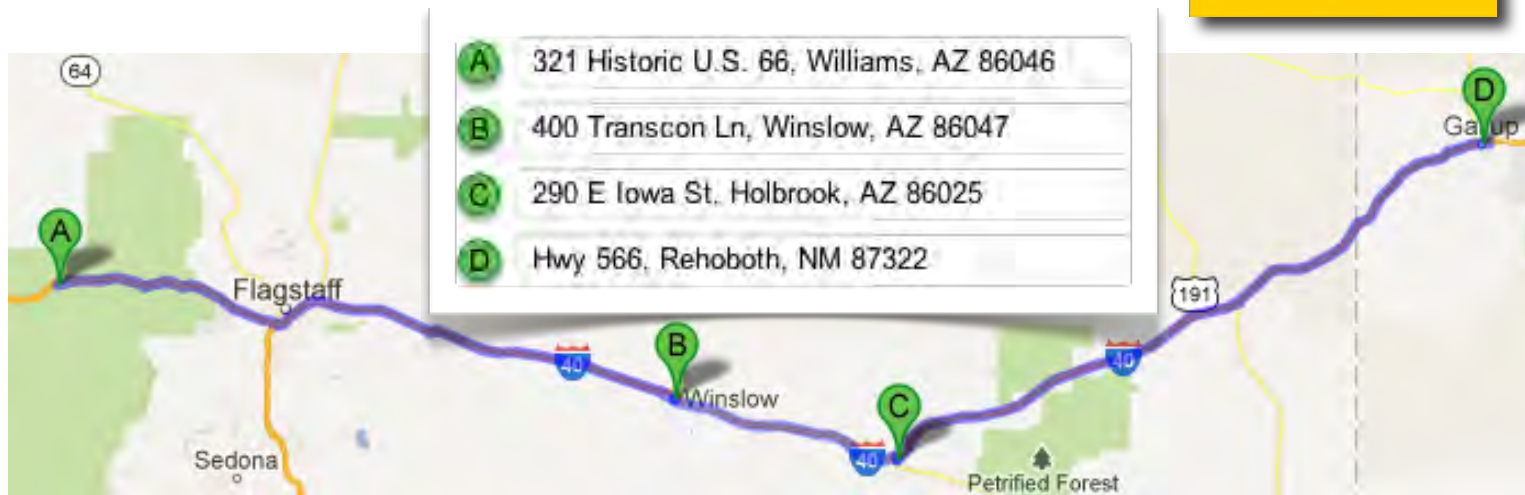 A 321 Historic U.S. 66, Williams, AZ 86046
B 400 Transcon Ln, Winslow, AZ 86047
C 290 E Iowa St, Holbrook, AZ 86025
D Hwy 566, Rehoboth, NM 87322
64
D
Gallup
A
Flagstaff
191
B
40
40
Winslow
C
Sedona
40
Petrified Forest